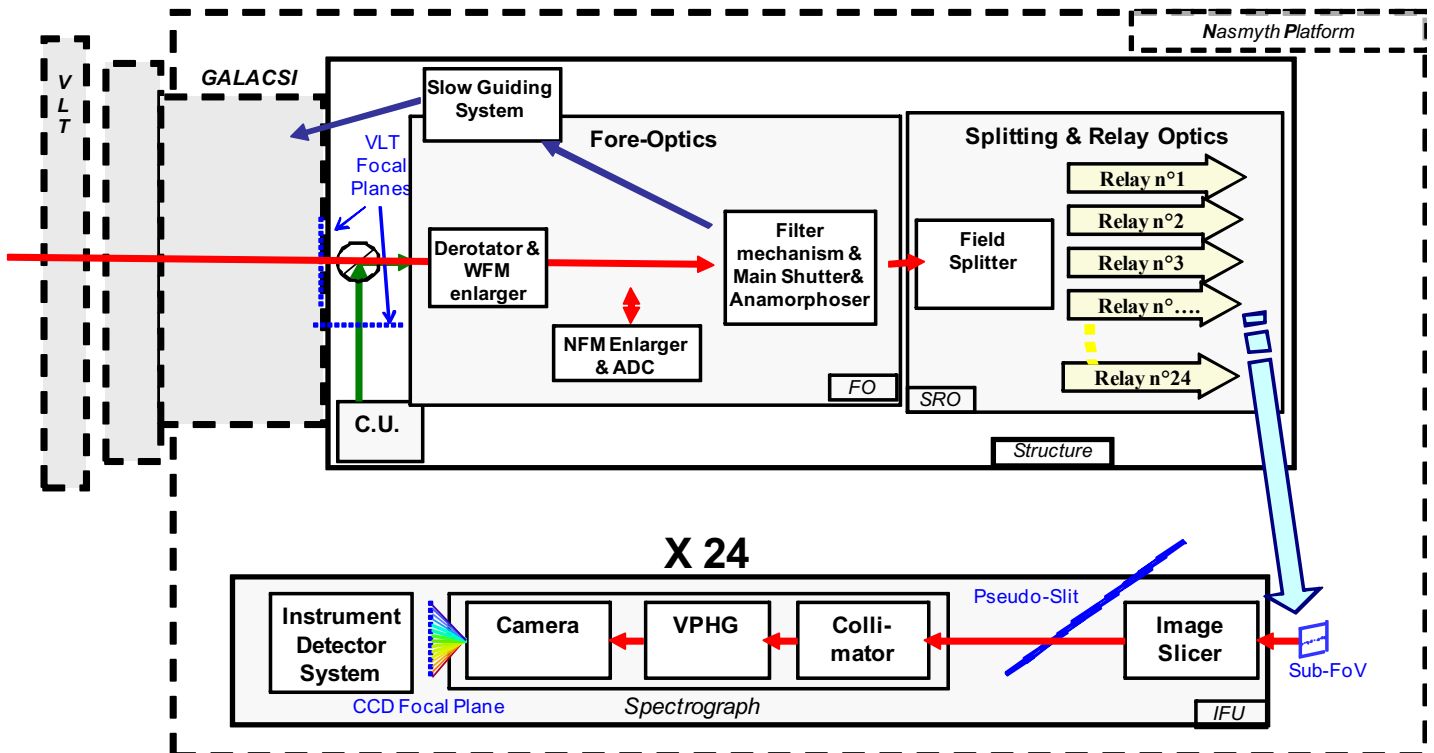 Nasmyth Platform
V
L
T
GALACSI
Slow Guiding
System
VLT
Focal
Planes
Fore-Optics
Splitting & Relay Optics
Relay n°1
Relay n°2
Relay n°3
Relay n°....
Relay n°24
Derotator &
WFM
enlarger
Filter
mechanism &
Main Shutter&
Anamorphoser
Field
Splitter
NFM Enlarger
& ADC
FO
SRO
C.U.
Structure
X 24
Instrument
Detector
System
Camera
VPHG
Colli-
mator
Pseudo-Slit
Image
Slicer
Sub-FoV
CCD Focal Plane
Spectrograph
IFU